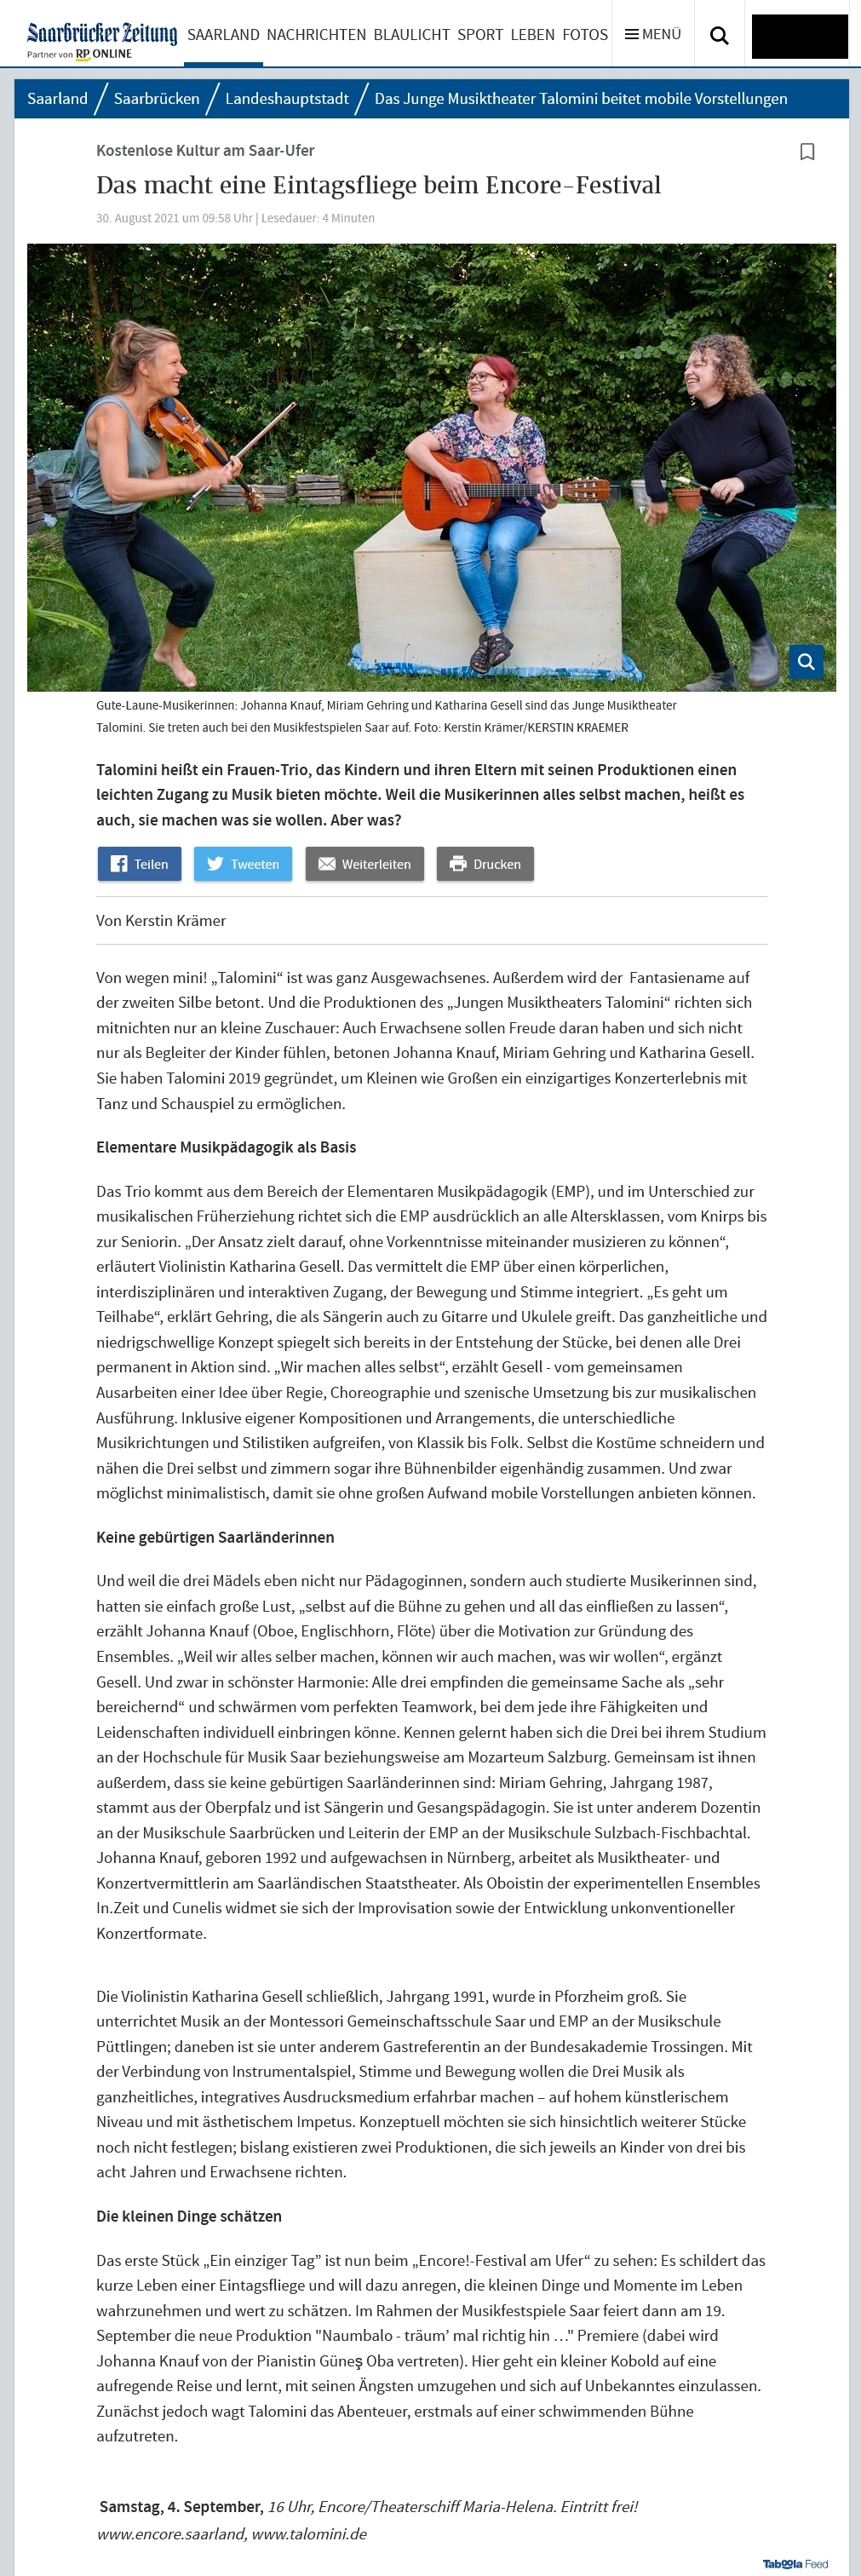 Saarbrücker Zeitung
Partner von RP ONLINE
SAARLAND NACHRICHTEN BLAULICHT SPORT LEBEN FOTOS
MENÜ
Saarland / Saarbrücken / Landeshauptstadt / Das Junge Musiktheater Talomini beitet mobile Vorstellungen
Kostenlose Kultur am Saar-Ufer
Das macht eine Eintagsfliege beim Encore-Festival
30. August 2021 um 09:58 Uhr | Lesedauer: 4 Minuten
Gute-Laune-Musikerinnen: Johanna Knauf, Miriam Gehring und Katharina Gesell sind das Junge Musiktheater
Talomini. Sie treten auch bei den Musikfestspielen Saar auf. Foto: Kerstin Krämer/KERSTIN KRAEMER
Talomini heißt ein Frauen-Trio, das Kindern und ihren Eltern mit seinen Produktionen einen
leichten Zugang zu Musik bieten möchte. Weil die Musikerinnen alles selbst machen, heißt es
auch, sie machen was sie wollen. Aber was?
Teilen Tweeten Weiterleiten Drucken
Von Kerstin Krämer
Von wegen mini! „Talomini“ ist was ganz Ausgewachsenes. Außerdem wird der Fantasiename auf
der zweiten Silbe betont. Und die Produktionen des „Jungen Musiktheaters Talomini“ richten sich
mitnichten nur an kleine Zuschauer: Auch Erwachsene sollen Freude daran haben und sich nicht
nur als Begleiter der Kinder fühlen, betonen Johanna Knauf, Miriam Gehring und Katharina Gesell.
Sie haben Talomini 2019 gegründet, um Kleinen wie Großen ein einzigartiges Konzerterlebnis mit
Tanz und Schauspiel zu ermöglichen.
Elementare Musikpädagogik als Basis
Das Trio kommt aus dem Bereich der Elementaren Musikpädagogik (EMP), und im Unterschied zur
musikalischen Früherziehung richtet sich die EMP ausdrücklich an alle Altersklassen, vom Knirps bis
zur Seniorin. „Der Ansatz zielt darauf, ohne Vorkenntnisse miteinander musizieren zu können“,
erläutert Violinistin Katharina Gesell. Das vermittelt die EMP über einen körperlichen,
interdisziplinären und interaktiven Zugang, der Bewegung und Stimme integriert. „Es geht um
Teilhabe“, erklärt Gehring, die als Sängerin auch zu Gitarre und Ukulele greift. Das ganzheitliche und
niedrigschwellige Konzept spiegelt sich bereits in der Entstehung der Stücke, bei denen alle Drei
permanent in Aktion sind. „Wir machen alles selbst“, erzählt Gesell - vom gemeinsamen
Ausarbeiten einer Idee über Regie, Choreographie und szenische Umsetzung bis zur musikalischen
Ausführung. Inklusive eigener Kompositionen und Arrangements, die unterschiedliche
Musikrichtungen und Stilistiken aufgreifen, von Klassik bis Folk. Selbst die Kostüme schneidern und
nähen die Drei selbst und zimmern sogar ihre Bühnenbilder eigenhändig zusammen. Und zwar
möglichst minimalistisch, damit sie ohne großen Aufwand mobile Vorstellungen anbieten können.
Keine gebürtigen Saarländerinnen
Und weil die drei Mädels eben nicht nur Pädagoginnen, sondern auch studierte Musikerinnen sind,
hatten sie einfach große Lust, „selbst auf die Bühne zu gehen und all das einfließen zu lassen“,
erzählt Johanna Knauf (Oboe, Englischhorn, Flöte) über die Motivation zur Gründung des
Ensembles. „Weil wir alles selber machen, können wir auch machen, was wir wollen“, ergänzt
Gesell. Und zwar in schönster Harmonie: Alle drei empfinden die gemeinsame Sache als „sehr
bereichernd“ und schwärmen vom perfekten Teamwork, bei dem jede ihre Fähigkeiten und
Leidenschaften individuell einbringen könne. Kennen gelernt haben sich die Drei bei ihrem Studium
an der Hochschule für Musik Saar beziehungsweise am Mozarteum Salzburg. Gemeinsam ist ihnen
außerdem, dass sie keine gebürtigen Saarländerinnen sind: Miriam Gehring, Jahrgang 1987,
stammt aus der Oberpfalz und ist Sängerin und Gesangspädagogin. Sie ist unter anderem Dozentin
an der Musikschule Saarbrücken und Leiterin der EMP an der Musikschule Sulzbach-Fischbachtal.
Johanna Knauf, geboren 1992 und aufgewachsen in Nürnberg, arbeitet als Musiktheater- und
Konzertvermittlerin am Saarländischen Staatstheater. Als Oboistin der experimentellen Ensembles
In.Zeit und Cunelis widmet sie sich der Improvisation sowie der Entwicklung unkonventioneller
Konzertformate.
Die Violinistin Katharina Gesell schließlich, Jahrgang 1991, wurde in Pforzheim groß. Sie
unterrichtet Musik an der Montessori Gemeinschaftsschule Saar und EMP an der Musikschule
Püttlingen; daneben ist sie unter anderem Gastreferentin an der Bundesakademie Trossingen. Mit
der Verbindung von Instrumentalspiel, Stimme und Bewegung wollen die Drei Musik als
ganzheitliches, integratives Ausdrucksmedium erfahrbar machen – auf hohem künstlerischem
Niveau und mit ästhetischem Impetus. Konzeptuell möchten sie sich hinsichtlich weiterer Stücke
noch nicht festlegen; bislang existieren zwei Produktionen, die sich jeweils an Kinder von drei bis
acht Jahren und Erwachsene richten.
Die kleinen Dinge schätzen
Das erste Stück „Ein einziger Tag” ist nun beim „Encore!-Festival am Ufer“ zu sehen: Es schildert das
kurze Leben einer Eintagsfliege und will dazu anregen, die kleinen Dinge und Momente im Leben
wahrzunehmen und wert zu schätzen. Im Rahmen der Musikfestspiele Saar feiert dann am 19.
September die neue Produktion "Naumbalo - träum’ mal richtig hin …" Premiere (dabei wird
Johanna Knauf von der Pianistin Güneş Oba vertreten). Hier geht ein kleiner Kobold auf eine
aufregende Reise und lernt, mit seinen Ängsten umzugehen und sich auf Unbekanntes einzulassen.
Zunächst jedoch wagt Talomini das Abenteuer, erstmals auf einer schwimmenden Bühne
aufzutreten.
Samstag, 4. September, 16 Uhr, Encore/Theaterschiff Maria-Helena. Eintritt frei!
www.encore.saarland, www.talomini.de
Taboola Feed